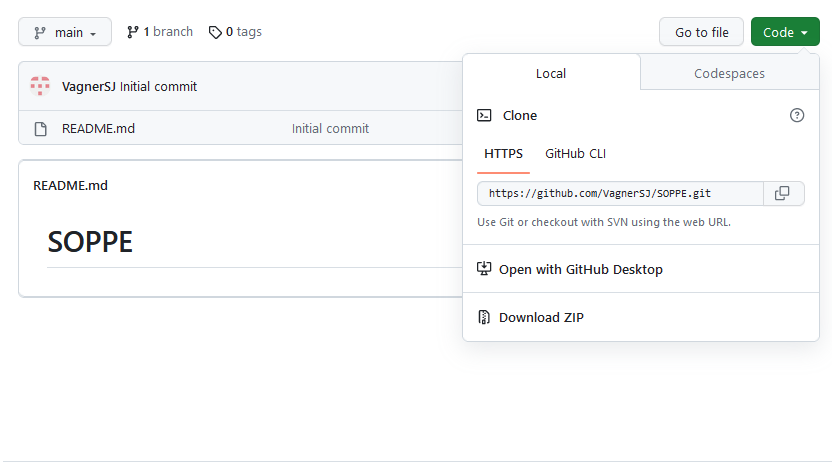 main
1 branch
0 tags
Go to file
Code
VagnerSJ Initial commit
README.md
Initial commit
README.md
SOPPE
Local
Codespaces
Clone
HTTPS
GitHub CLI
https://github.com/VagnerSJ/SOPPE.git
Use Git or checkout with SVN using the web URL.
Open with GitHub Desktop
Download ZIP